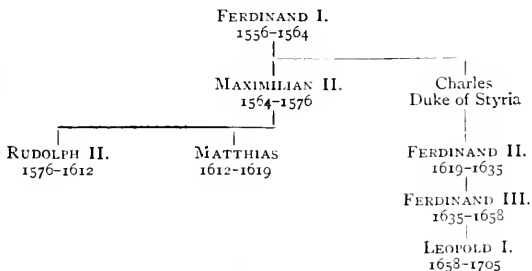 FERDINAND I.
1556-1564
MAXIMILIAN II.
1564-1576
Charles
Duke of Styria
RUDOLPH II.
1576-1612
MATTHIAS
1612-1619
FERDINAND II.
1619-1635
FERDINAND III.
1635-1658
LEOPOLD I.
1658-1705